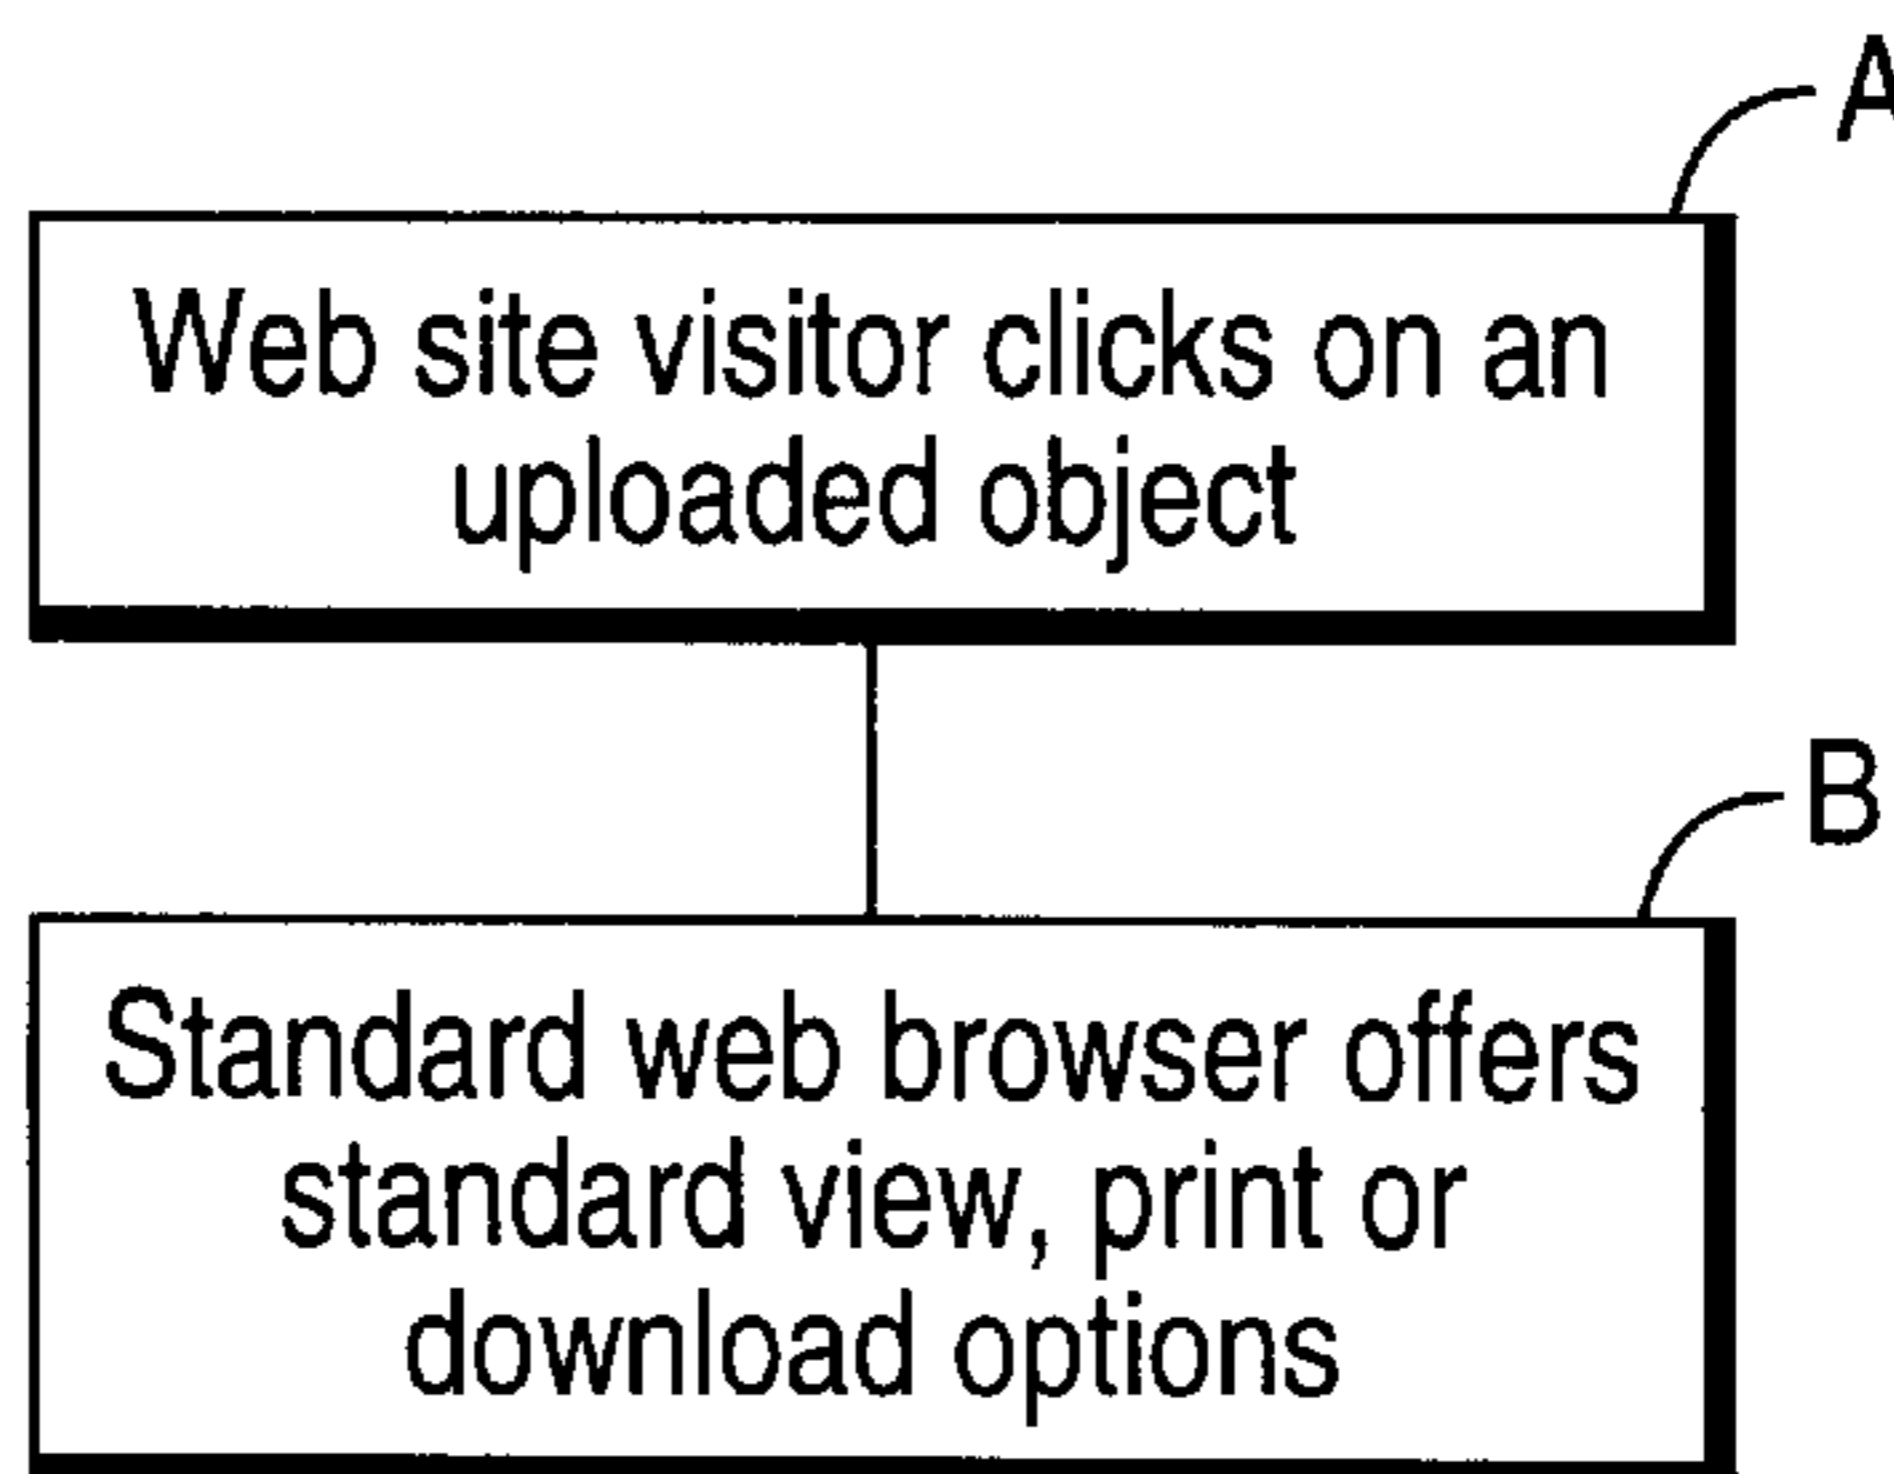 A
Web site visitor clicks on an
uploaded object
B
Standard web browser offers
standard view, print or
download options